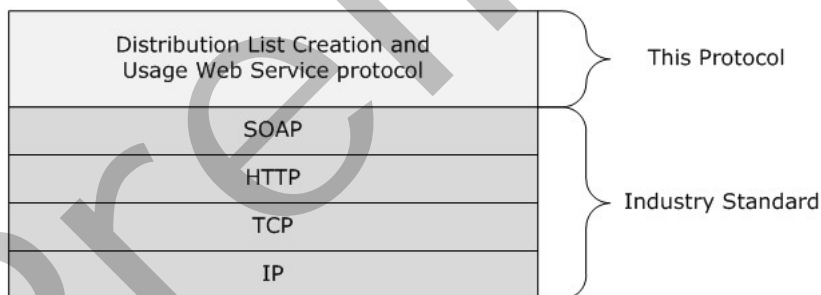 Distribution List Creation and
Usage Web Service protocol
This Protocol
SOAP
HTTP
TCP
IP
Industry Standard